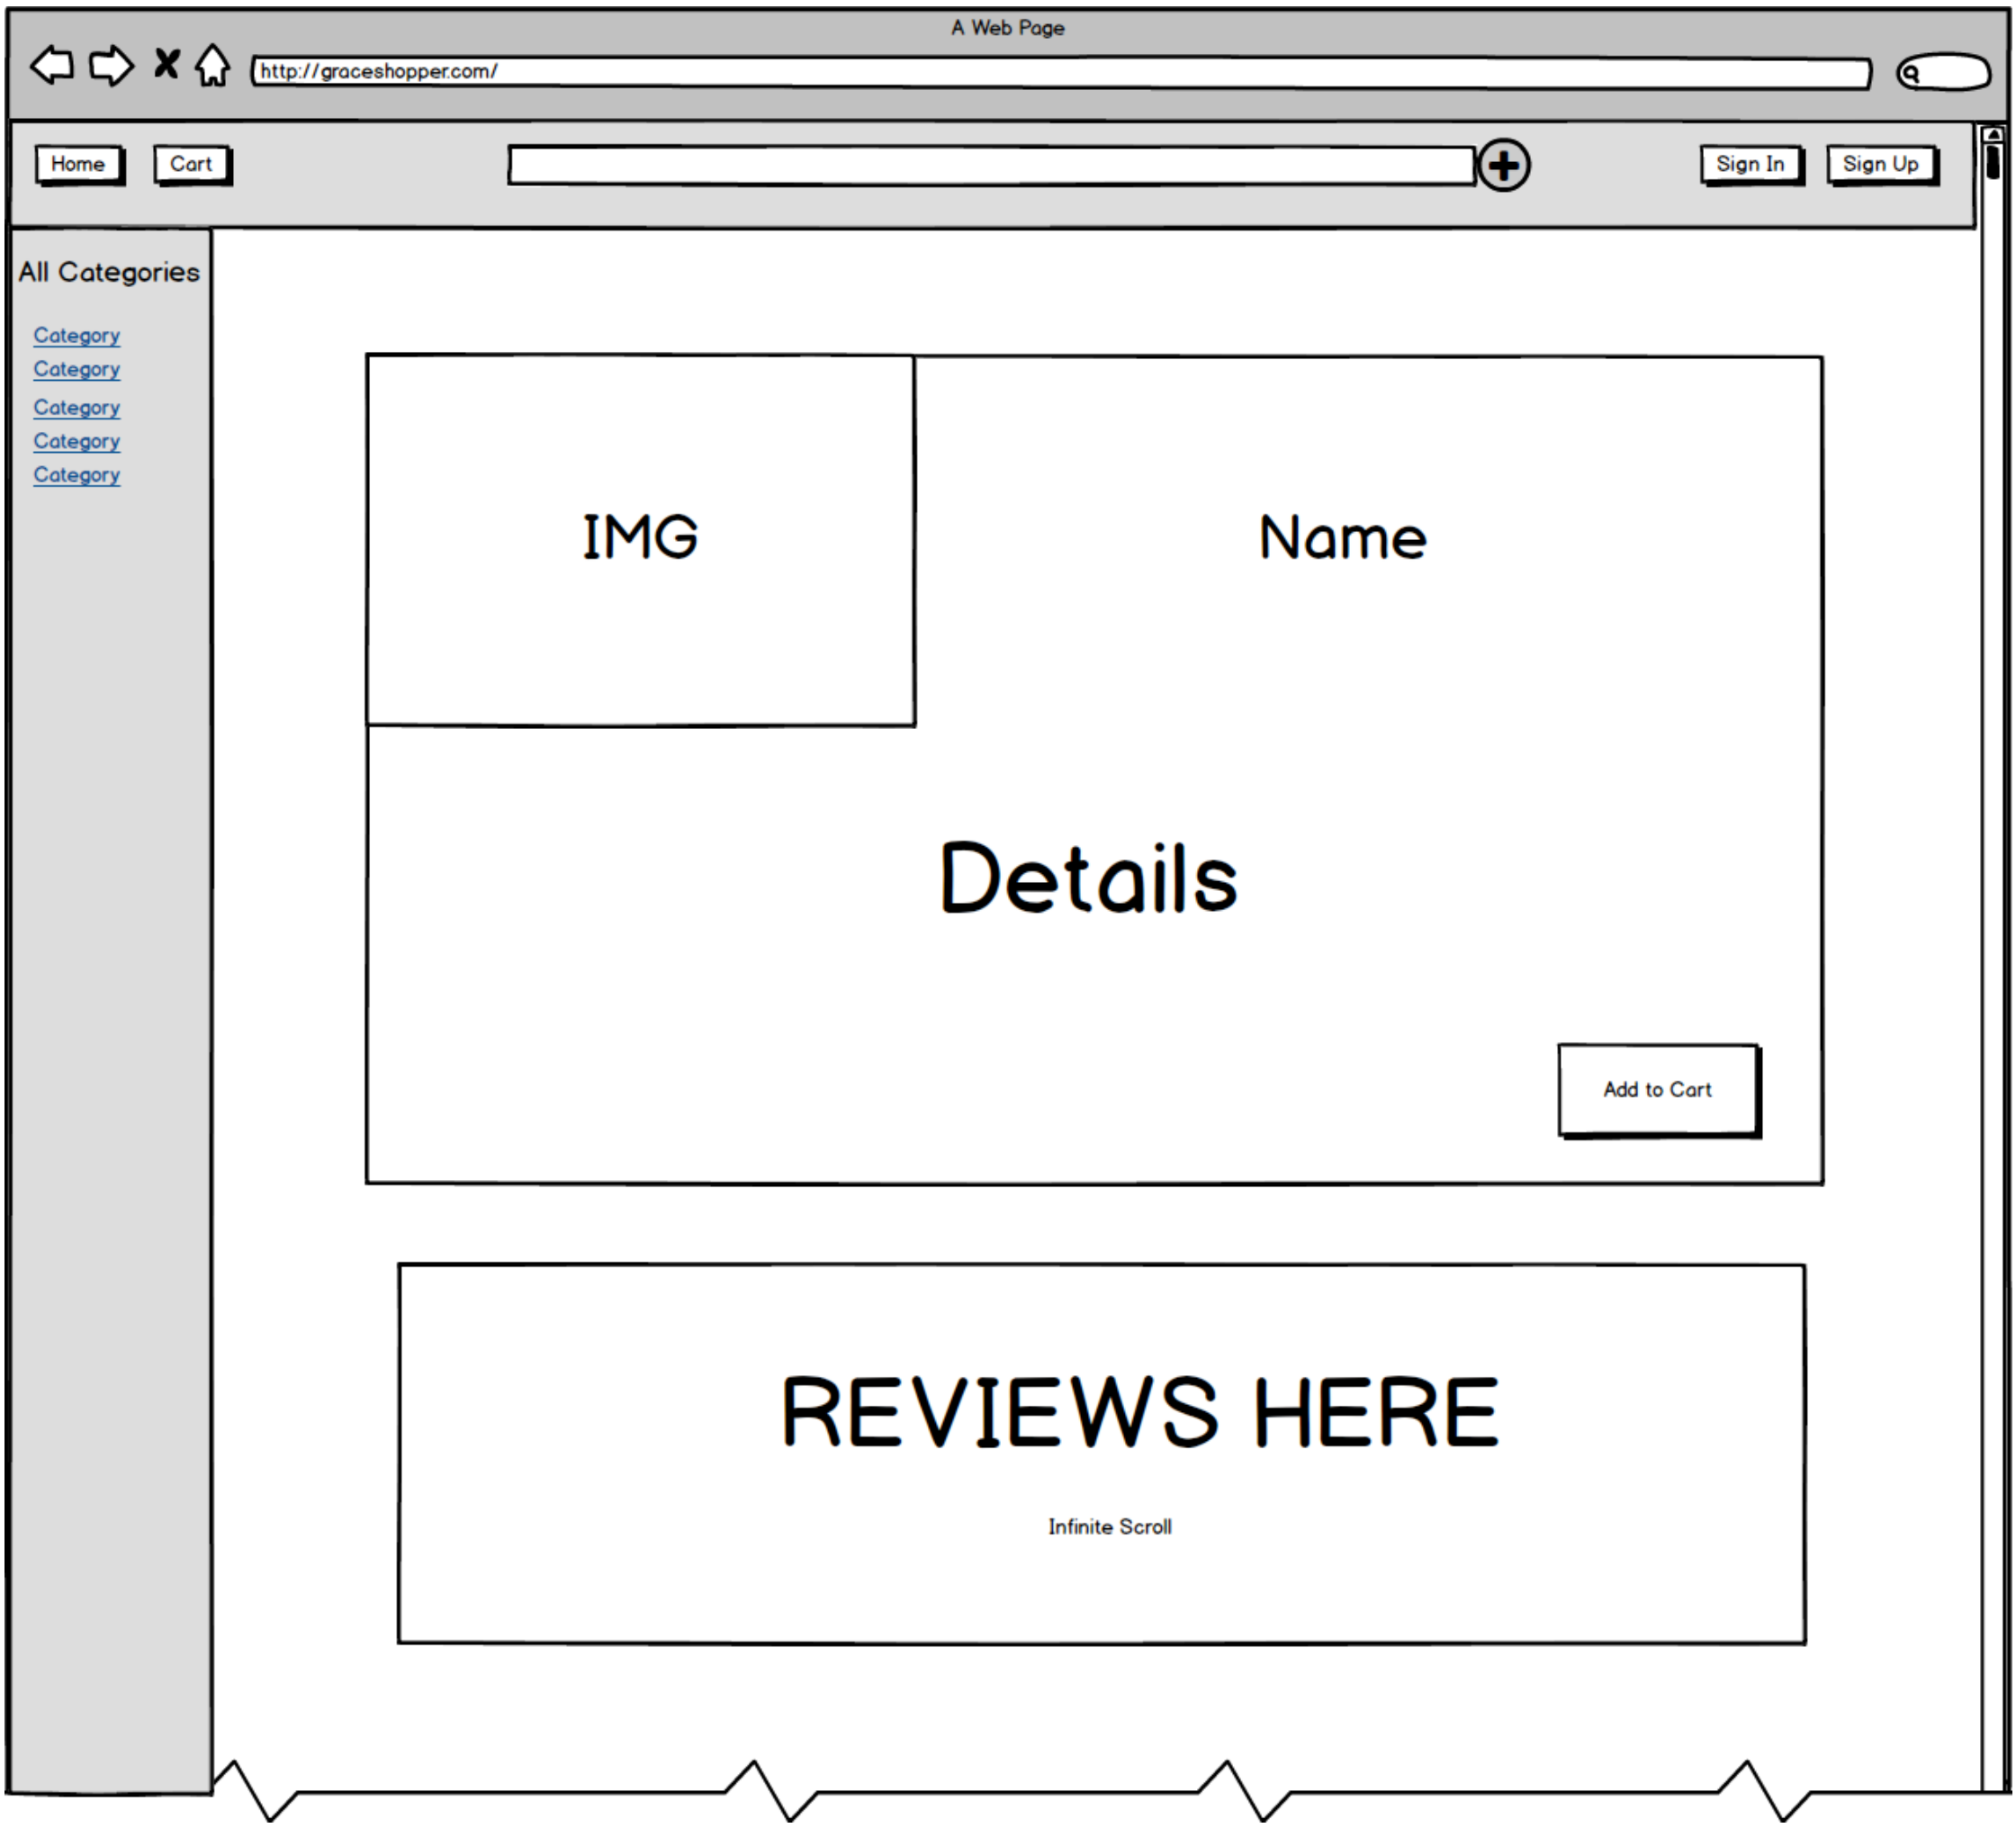 A Web Page
http://graceshopper.com/
Home Cart Sign In Sign Up
All Categories
Category
Category
Category
Category
Category
IMG
Name
Details
Add to Cart
REVIEWS HERE
Infinite Scroll